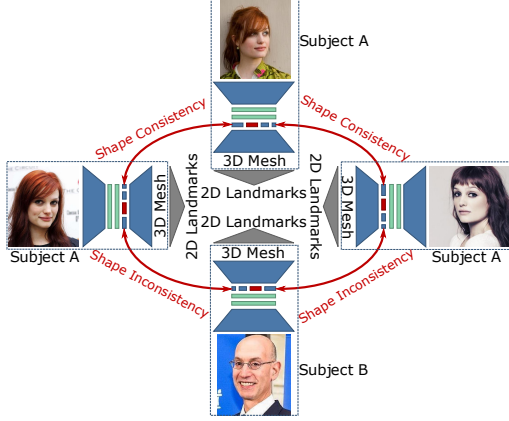 Subject A
Shape Consistency
Shape Consistency
3D Mesh
2D Landmarks
2D Landmarks
3D Mesh
2D Landmarks
3D Mesh
2D Landmarks
3D Mesh
Subject A
Subject A
Shape Inconsistency
Shape Inconsistency
Subject B